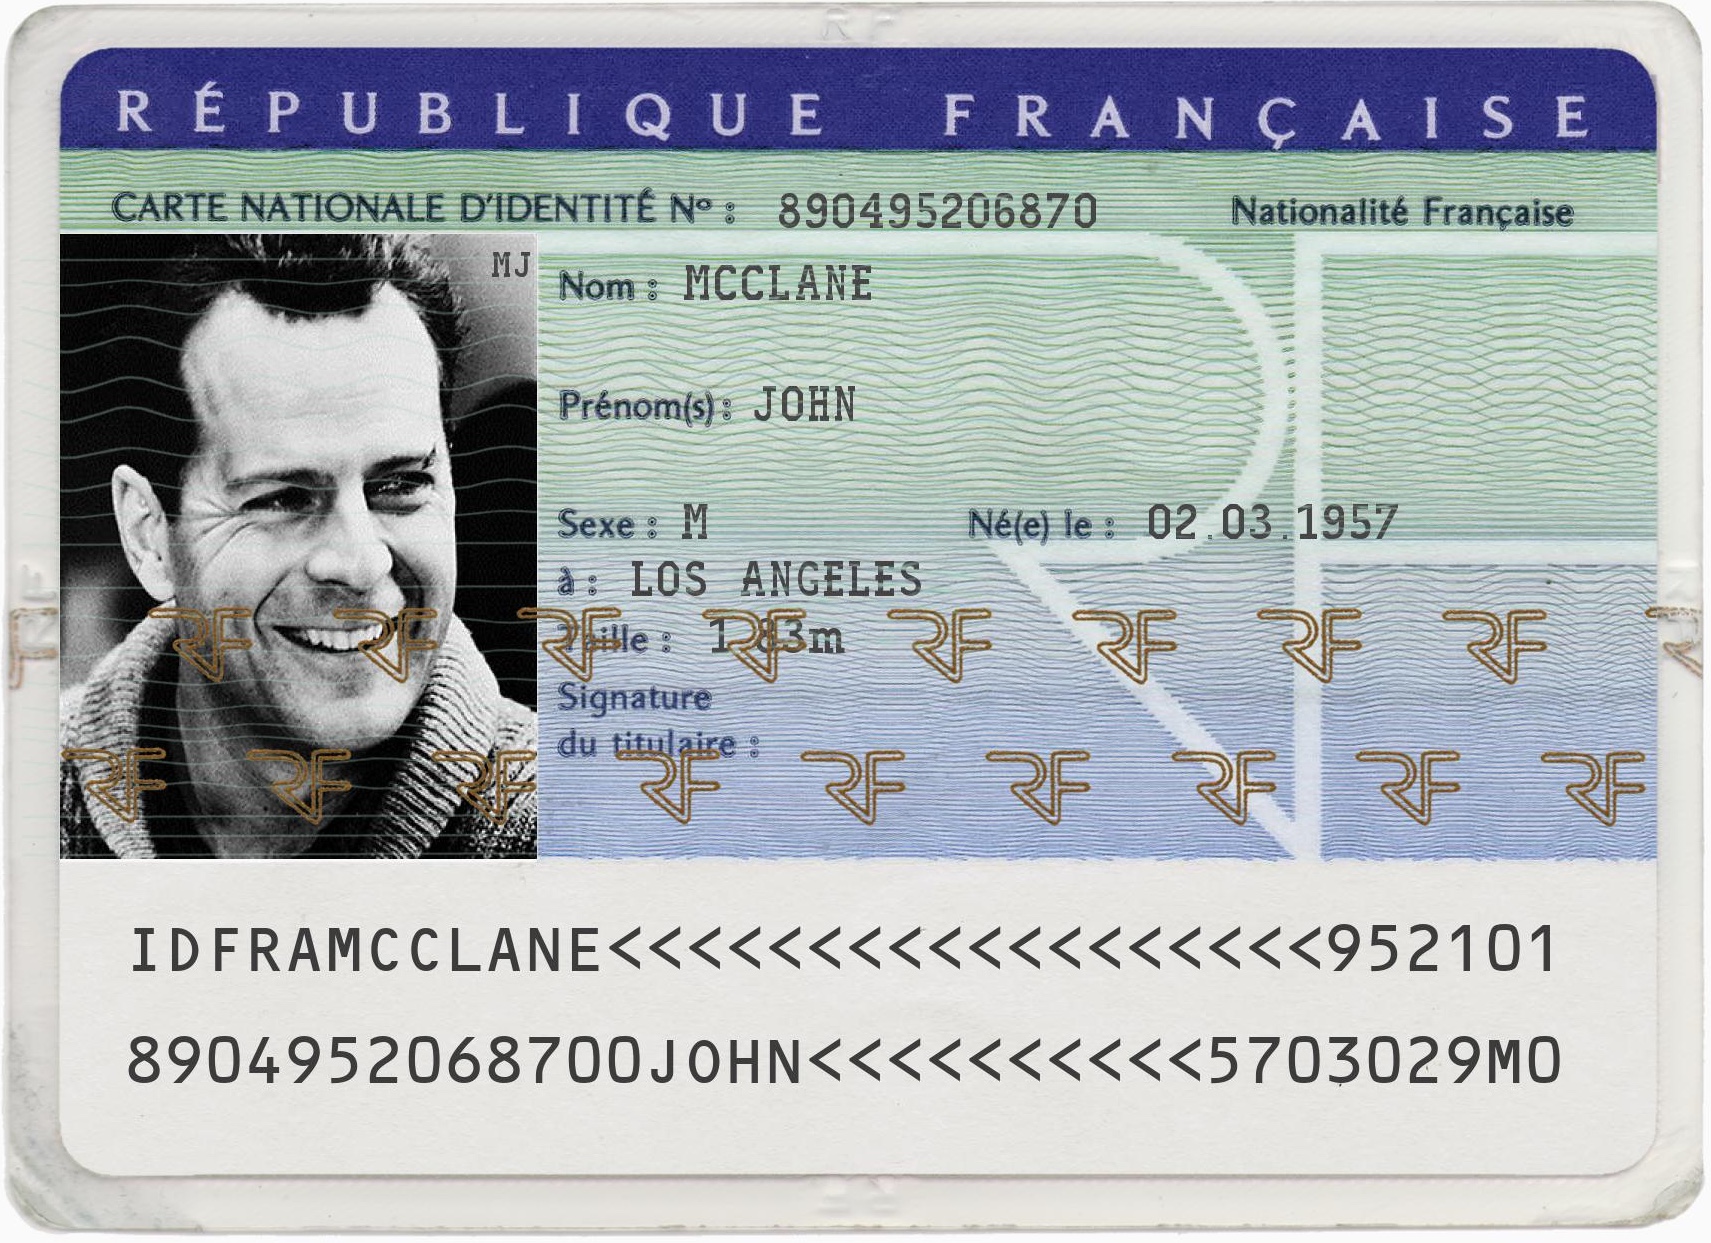 RÉPUBLIQUE FRANÇAISE
CARTE NATIONALE D'IDENTITÉ Nº : 890495206870 Nationalité Française
MJ
Nom : MCCLANE
Prénom(s) : JOHN
Sexe : M Né(e) le : 02.03.1957
à : LOS ANGELES
Taille : 1.83m
Signature
du titulaire :
RF RF RF RF RF RF RF RF RF
RF RF RF RF RF RF RF RF RF
IDFRAMCCLANE<<<<<<<<<<<<<<<<<<952101
8904952068700JOHN<<<<<<<<<<5703029M0